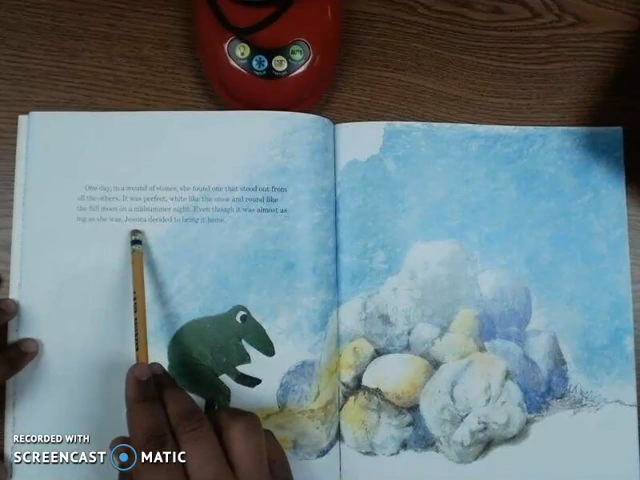 One day, in a mound of stones, she found one that stood out from
all the others. It was perfect, white like the snow and round like
the full moon on a midsummer night. Even though it was almost as
big as she was, Jessica decided to bring it home.
RECORDED WITH
SCREENCAST MATIC